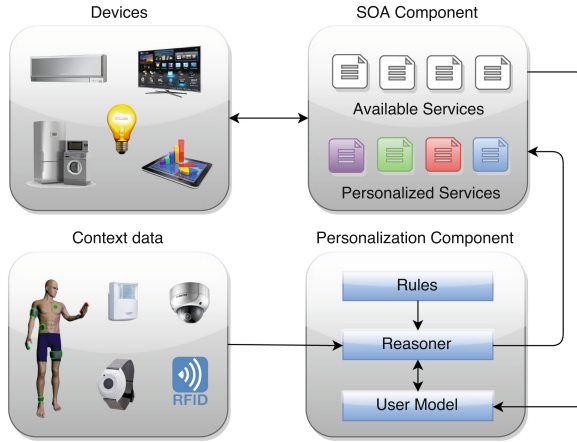 Devices
SOA Component
Available Services
Personalized Services
Context data
Personalization Component
Rules
Reasoner
User Model
RFID